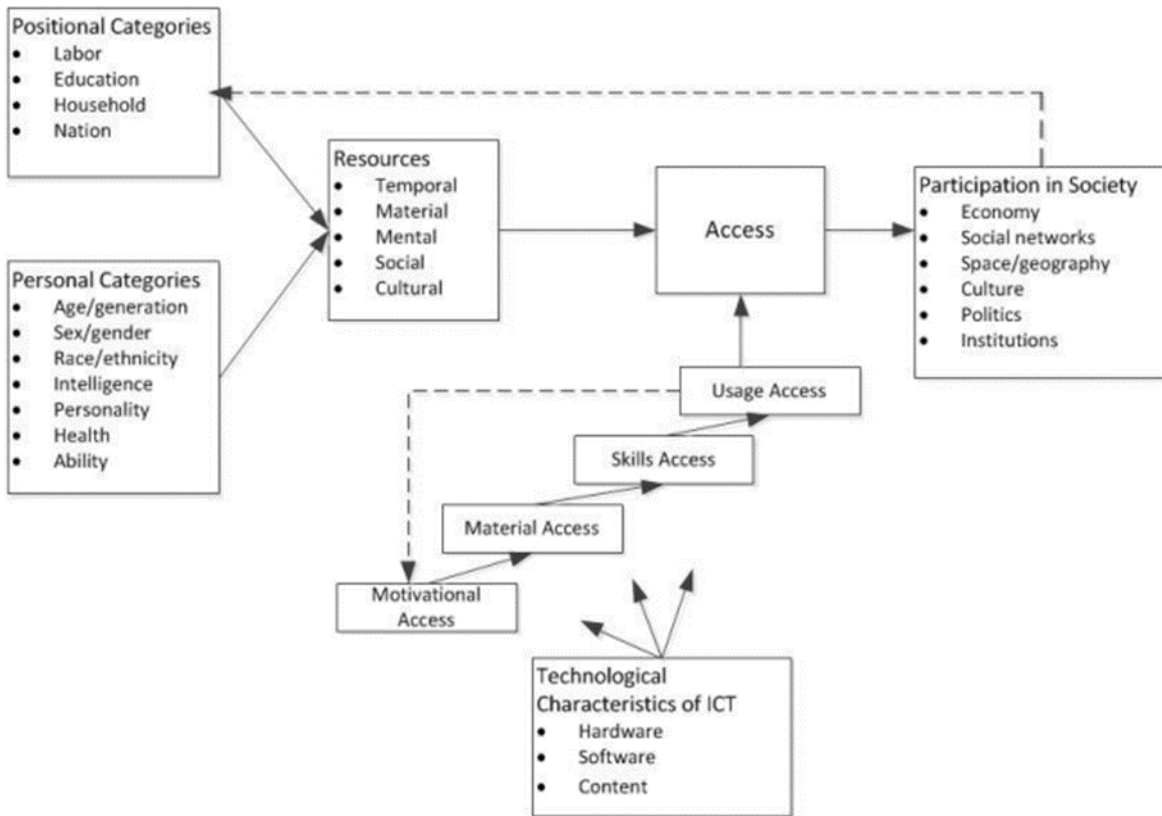 Positional Categories
• Labor
• Education
• Household
• Nation
Personal Categories
• Age/generation
• Sex/gender
• Race/ethnicity
• Intelligence
• Personality
• Health
• Ability
Resources
• Temporal
• Material
• Mental
• Social
• Cultural
Access
Participation in Society
• Economy
• Social networks
• Space/geography
• Culture
• Politics
• Institutions
Usage Access
Skills Access
Material Access
Motivational
Access
Technological
Characteristics of ICT
• Hardware
• Software
• Content